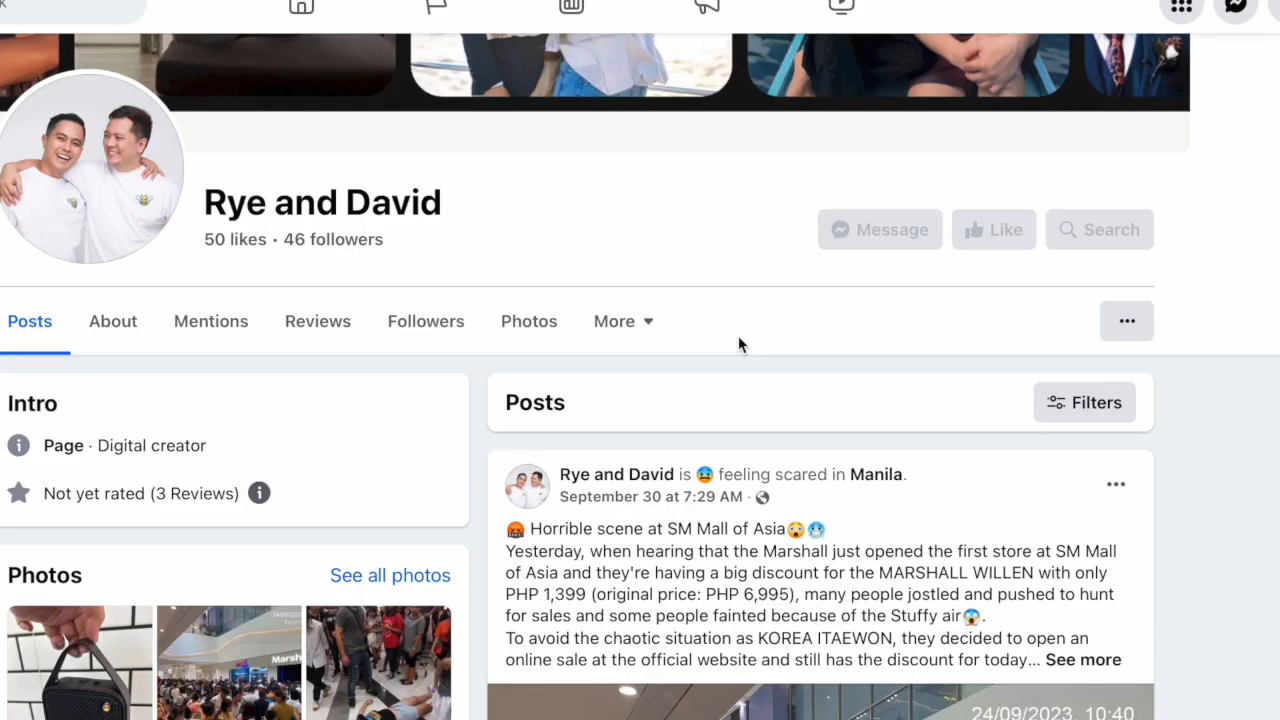 Rye and David
50 likes · 46 followers
Message
Like
Search
Posts
About
Mentions
Reviews
Followers
Photos
More
Intro
Page · Digital creator
Not yet rated (3 Reviews)
Photos
See all photos
Posts
Filters
Rye and David is 😨 feeling scared in Manila.
September 30 at 7:29 AM ·
🤬 Horrible scene at SM Mall of Asia😲🥶
Yesterday, when hearing that the Marshall just opened the first store at SM Mall
of Asia and they're having a big discount for the MARSHALL WILLEN with only
PHP 1,399 (original price: PHP 6,995), many people jostled and pushed to hunt
for sales and some people fainted because of the Stuffy air😱.
To avoid the chaotic situation as KOREA ITAEWON, they decided to open an
online sale at the official website and still has the discount for today... See more
24/09/2023 10:40